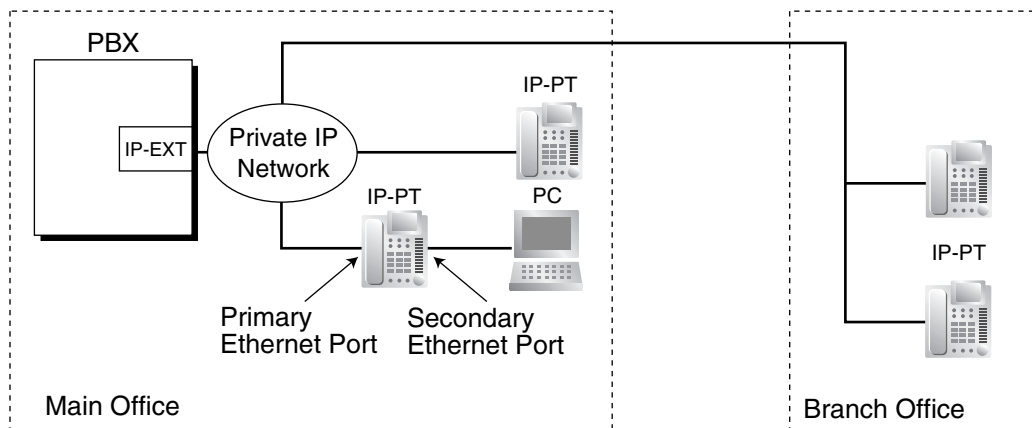 PBX
IP-EXT
Private IP
Network
IP-PT
IP-PT
PC
Primary
Ethernet Port
Secondary
Ethernet Port
Main Office
IP-PT
Branch Office